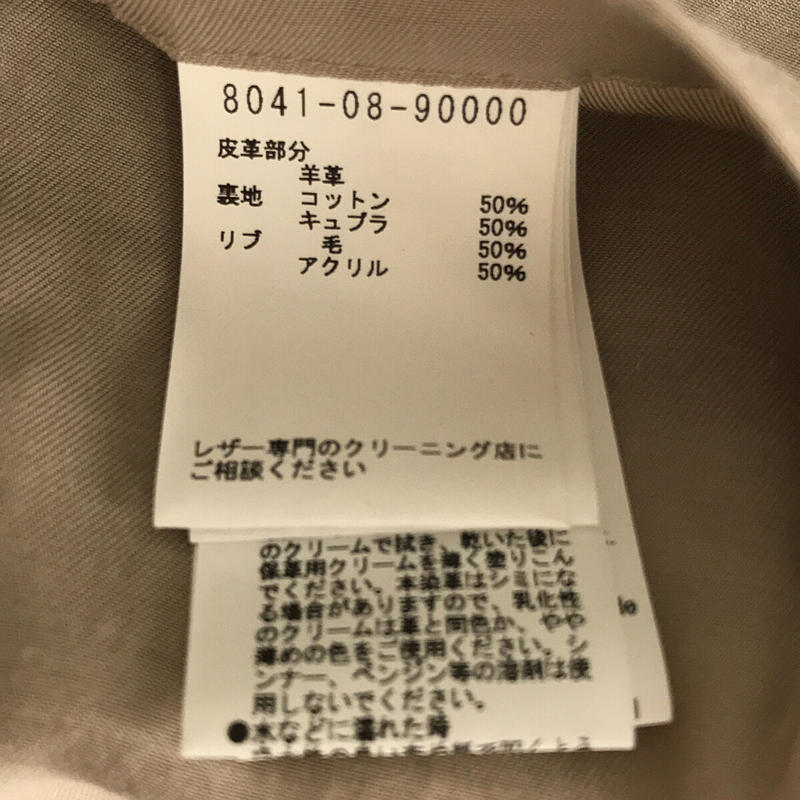 8041-08-90000
皮革部分
羊革
裏地 コットン 50%
キュプラ 50%
リブ 毛 50%
アクリル 50%
レザー専門のクリーニング店に
ご相談ください
のクリームで拭き、乾いた後に
保革用クリームを薄く塗りこん
でください。本染革はシミにな
る場合がありますので、乳化性
のクリームは革と同色か、やや
薄めの色をご使用ください。シ
ンナー、ベンジン等の溶剤は使
用しないでください。
●水などに濡れた時